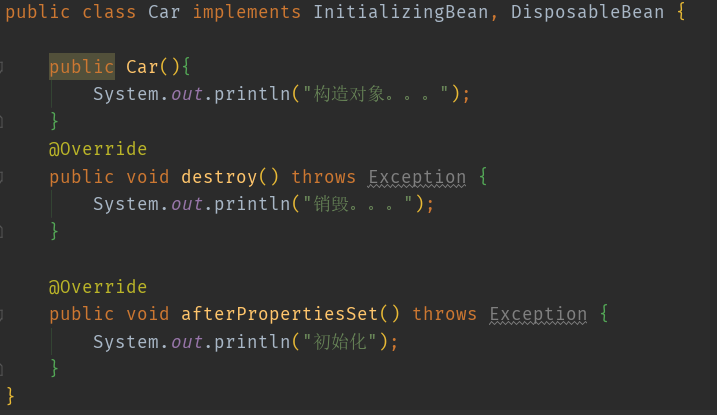 public class Car implements InitializingBean, DisposableBean {
public Car(){
System.out.println("构造对象。。。");
}
@Override
public void destroy() throws Exception {
System.out.println("销毁。。。");
}
@Override
public void afterPropertiesSet() throws Exception {
System.out.println("初始化");
}
}